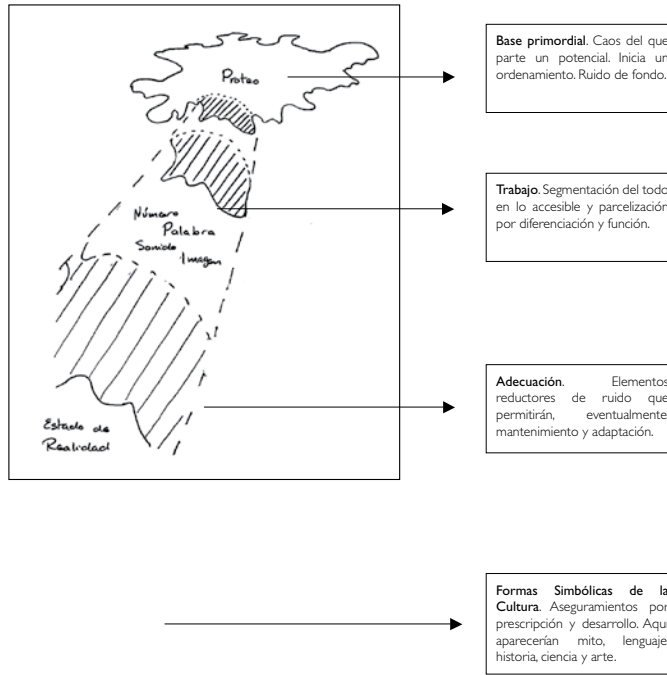 Proteo
Número
Palabra
Sonido
Imagen
Estado de
Realidad
Base primordial. Caos del que
parte un potencial. Inicia un
ordenamiento. Ruido de fondo.
Trabajo. Segmentación del todo
en lo accesible y parcelización
por diferenciación y función.
Adecuación. Elementos
reductores de ruido que
permitirán, eventualmente
mantenimiento y adaptación.
Formas Simbólicas de la
Cultura. Aseguramientos por
prescripción y desarrollo. Aquí
aparecerían mito, lenguaje
historia, ciencia y arte.